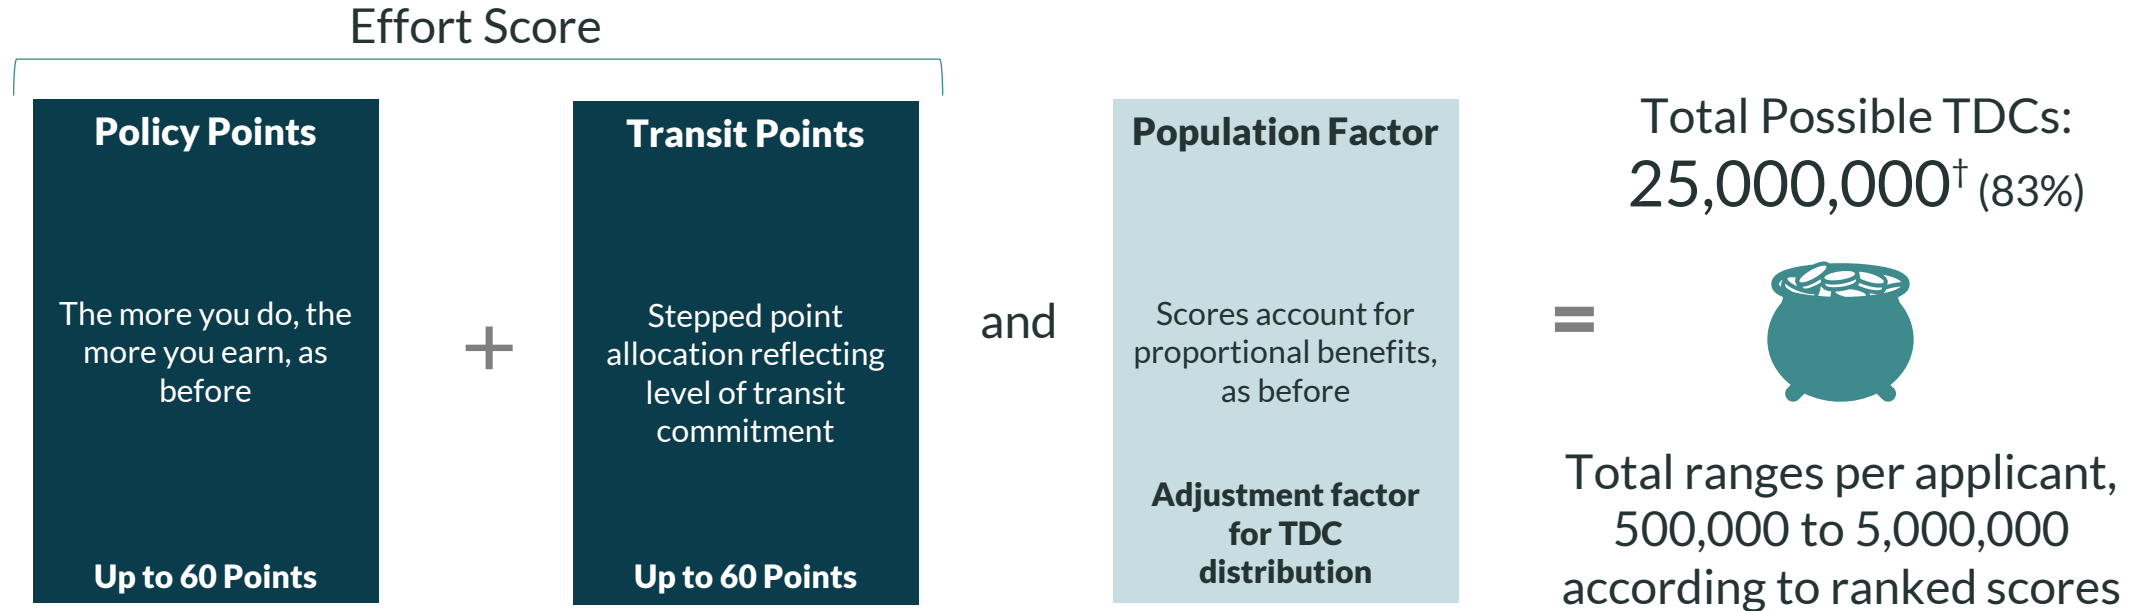 Effort Score
Policy Points
The more you do, the
more you earn, as
before
Up to 60 Points
+
Transit Points
Stepped point
allocation reflecting
level of transit
commitment
Up to 60 Points
and
Population Factor
Scores account for
proportional benefits,
as before
Adjustment factor
for TDC
distribution
=
Total Possible TDCs:
25,000,000† (83%)
Total ranges per applicant,
500,000 to 5,000,000
according to ranked scores